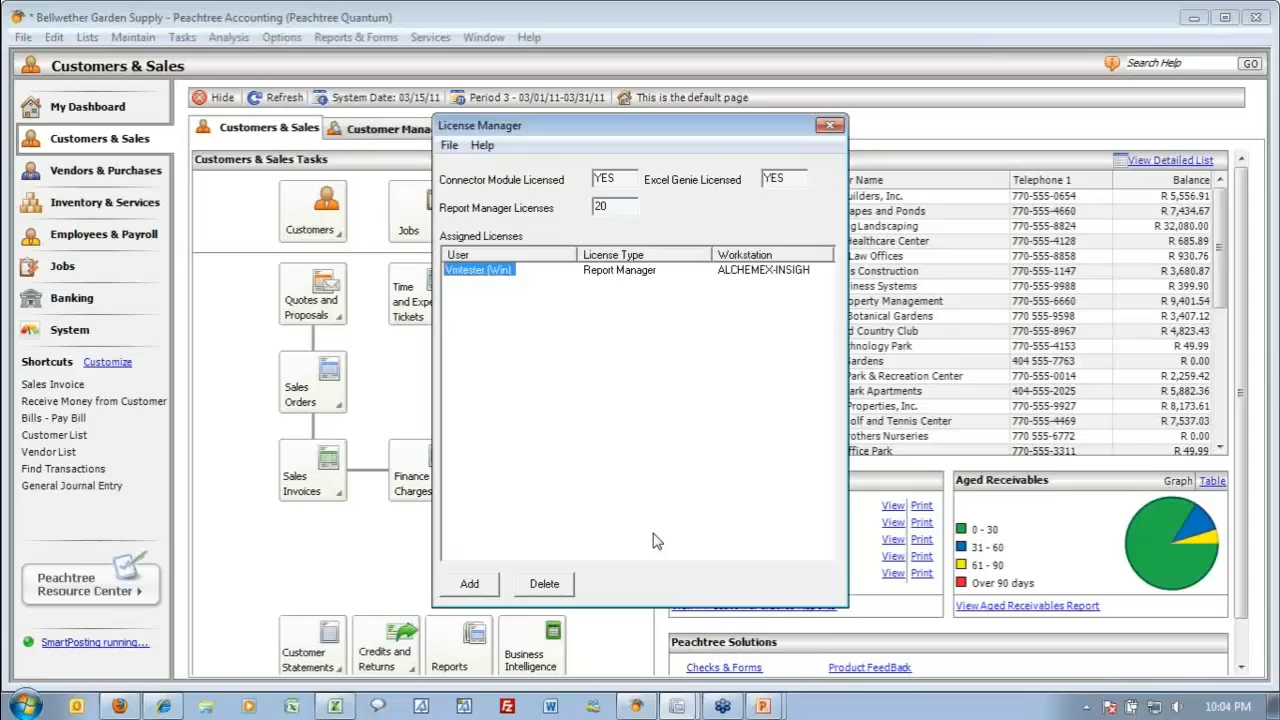 * Bellwether Garden Supply - Peachtree Accounting (Peachtree Quantum)
File Edit Lists Maintain Tasks Analysis Options Reports & Forms Services Window Help
Customers & Sales
Search Help GO
My Dashboard
Customers & Sales
Vendors & Purchases
Inventory & Services
Employees & Payroll
Jobs
Banking
System
Shortcuts Customize
Sales Invoice
Receive Money from Customer
Bills - Pay Bill
Customer List
Vendor List
Find Transactions
General Journal Entry
Peachtree
Resource Center
SmartPosting running...
Hide Refresh System Date: 03/15/11 Period 3 - 03/01/11-03/31/11 This is the default page
Customers & Sales Customer Mana
Customers & Sales Tasks
Customers
Jobs
Quotes and
Proposals
Time
and Exp
Tickets
Sales
Orders
Sales
Invoices
Finance
Charges
Customer
Statements
Credits and
Returns
Reports
Business
Intelligence
License Manager
File Help
Connector Module Licensed YES Excel Genie Licensed YES
Report Manager Licenses 20
Assigned Licenses
User License Type Workstation
Vmtester (Win) Report Manager ALCHEMEX-INSIGH
Add Delete
View Detailed List
er Name Telephone 1 Balance
uilders, Inc. 770-555-0654 R 5,556.91
apes and Ponds 770-555-4660 R 7,434.67
g Landscaping 770-555-8824 R 32,080.00
ealthcare Center 770-555-4128 R 685.89
aw Offices 770-555-8858 R 930.76
s Construction 770-555-1147 R 3,680.87
iness Systems 770-555-9988 R 399.90
operty Management 770-555-6660 R 9,401.54
Botanical Gardens 770-555-9598 R 3,407.12
d Country Club 770-555-8967 R 4,823.43
chnology Park 770-555-4153 R 49.99
ardens 404 555-7763 R 0.00
Park & Recreation Center 770-555-0014 R 2,259.42
ark Apartments 404-555-2025 R 5,882.36
roperties, Inc. 770-555-9927 R 8,173.61
olf and Tennis Center 770-555-4469 R 7,537.03
rothers Nurseries 770-555-6772 R 0.00
ffice Park 770-555-3311 R 49.99
View Print
View Print
View Print
View Print
View Print
Aged Receivables Graph Table
0 - 30
31 - 60
61 - 90
Over 90 days
View Aged Receivables Report
Peachtree Solutions
Checks & Forms Product FeedBack
10:04 PM